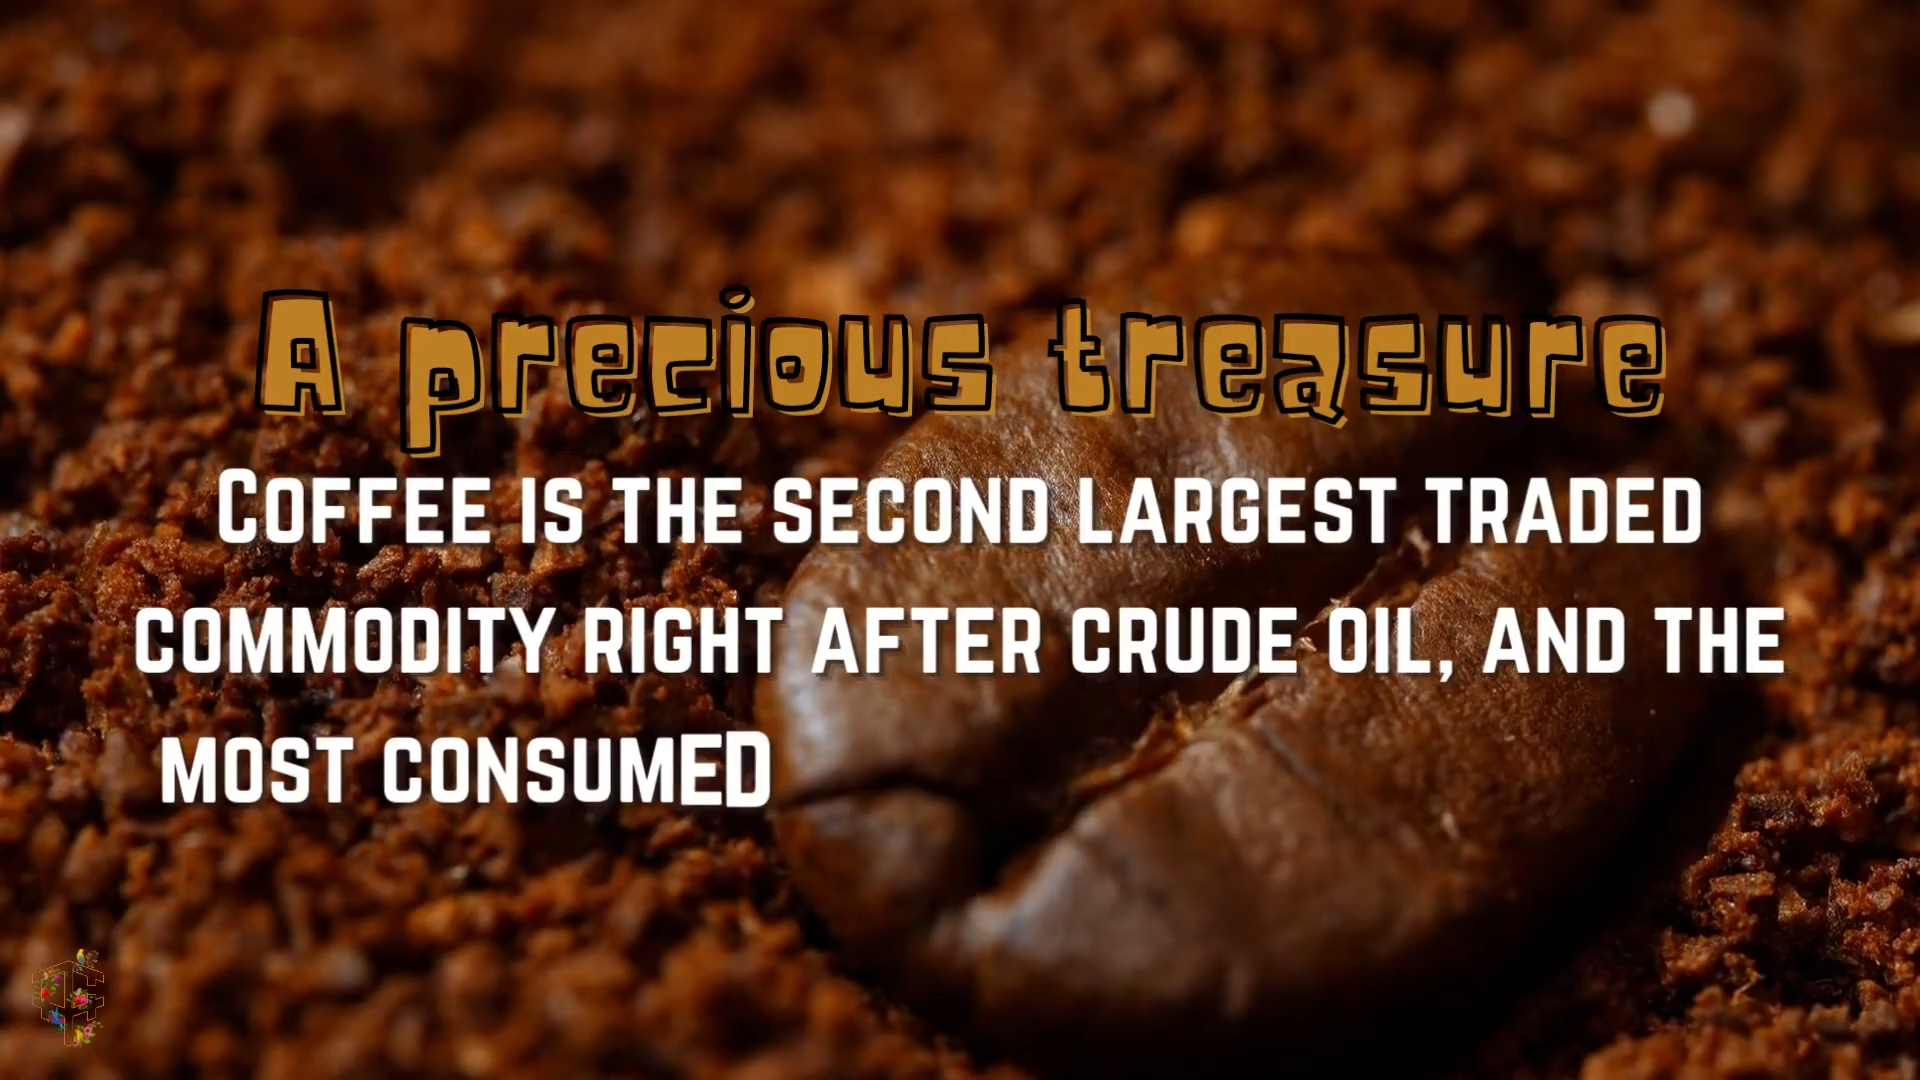 A precious treasure
Coffee is the second largest traded
commodity right after crude oil, and the
most consumed